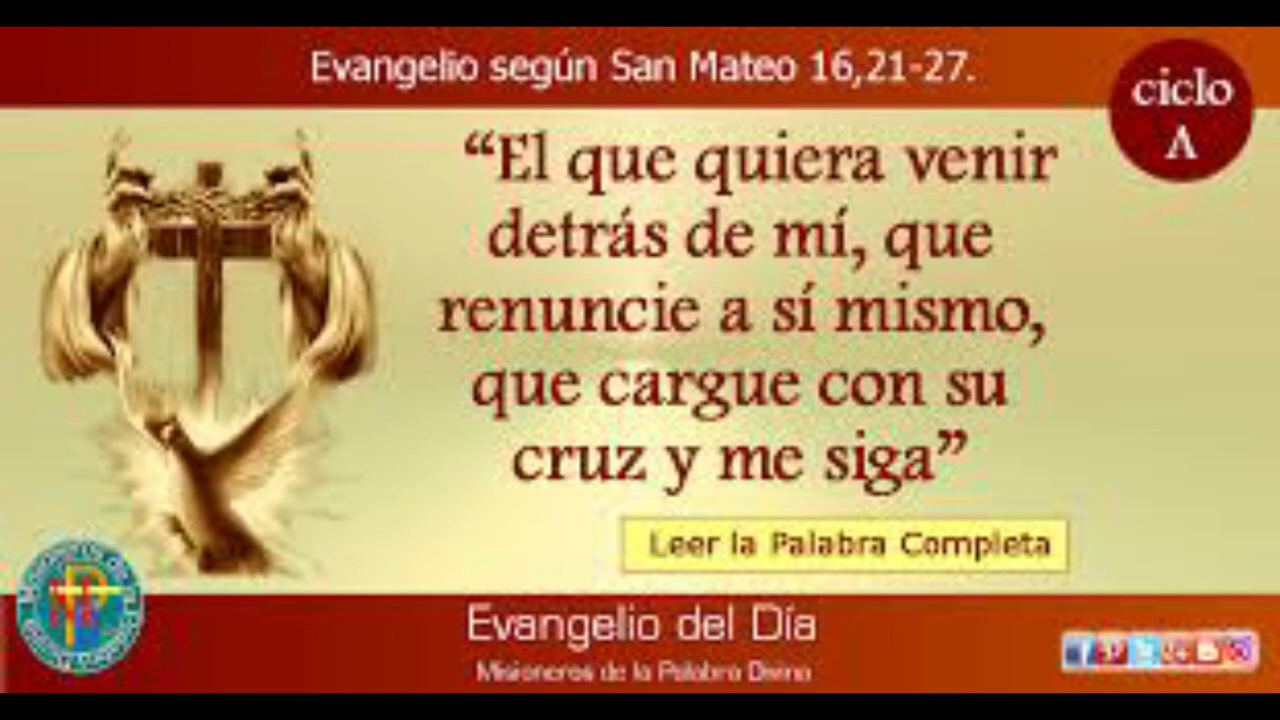 Evangelio según San Mateo 16,21-27.
ciclo
A
“El que quiera venir
detrás de mí, que
renuncie a sí mismo,
que cargue con su
cruz y me siga”
Leer la Palabra Completa
Evangelio del Día
Misioneros de la Palabra Divina